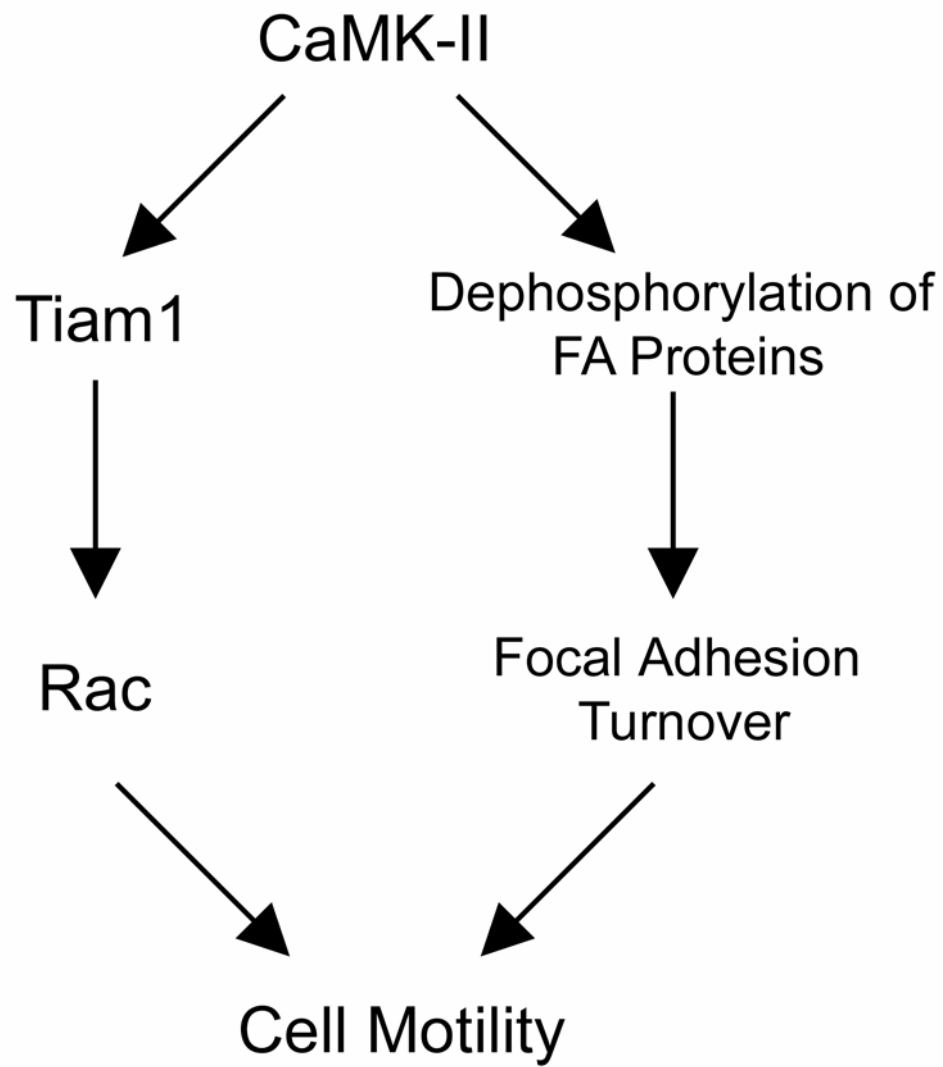 CaMK-II
Tiam1
Dephosphorylation of
FA Proteins
Rac
Focal Adhesion
Turnover
Cell Motility